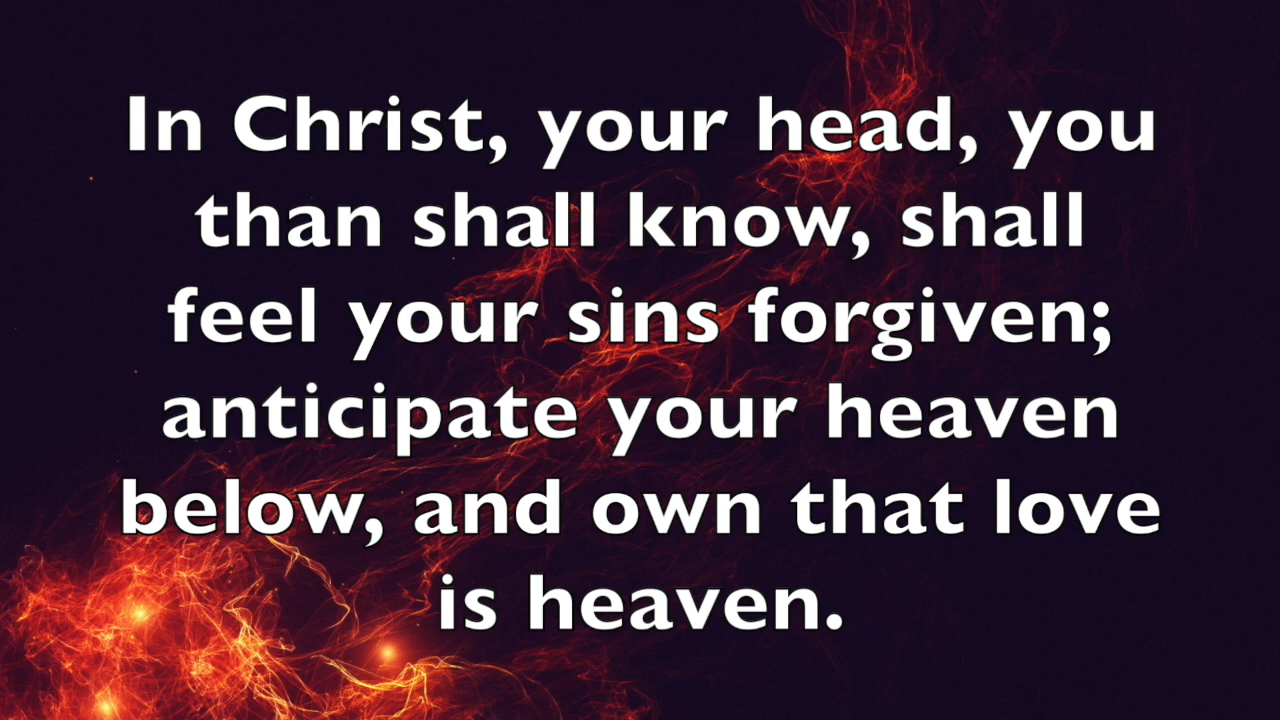 In Christ, your head, you
than shall know, shall
feel your sins forgiven;
anticipate your heaven
below, and own that love
is heaven.